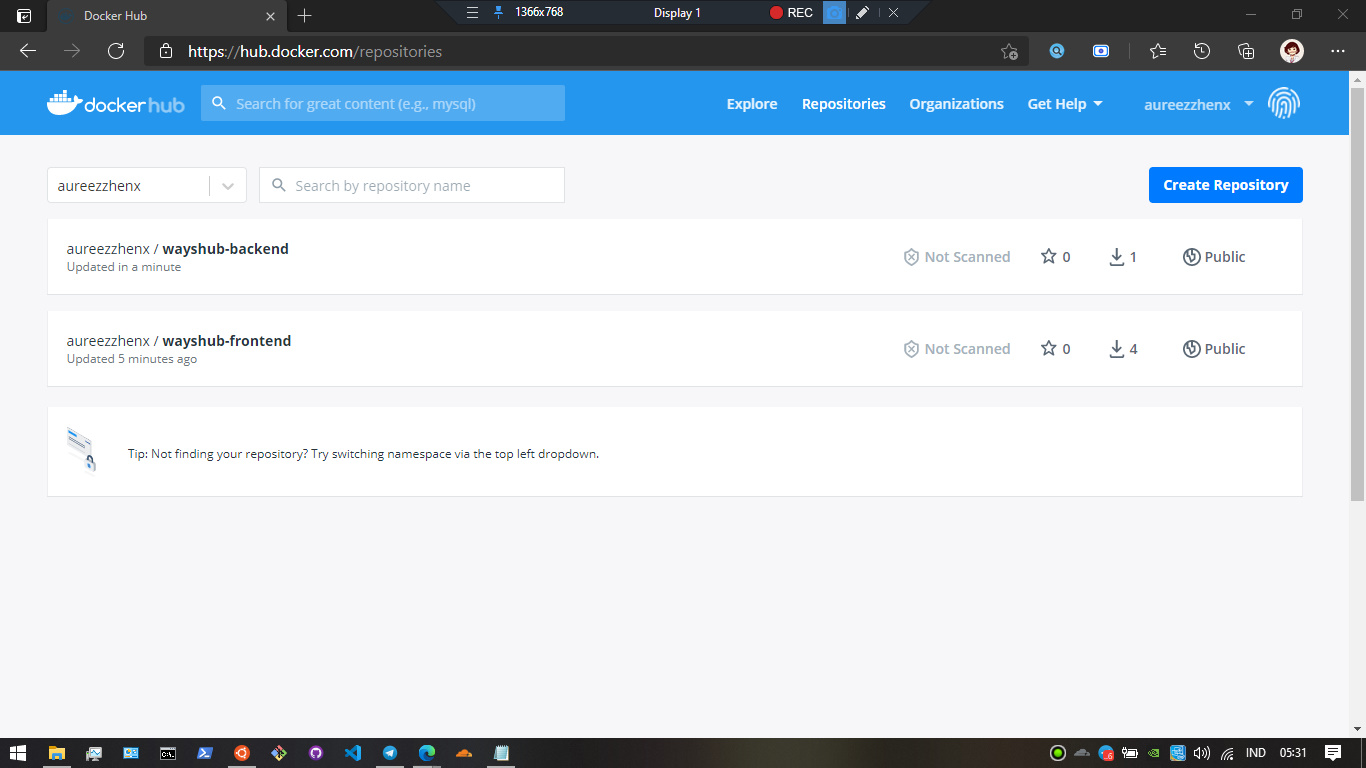 Docker Hub
1366x768
Display 1
REC
https://hub.docker.com/repositories
docker hub
Search for great content (e.g., mysql)
Explore
Repositories
Organizations
Get Help
aureezzhenx
aureezzhenx
Search by repository name
Create Repository
aureezzhenx / wayshub-backend
Updated in a minute
Not Scanned
0
1
Public
aureezzhenx / wayshub-frontend
Updated 5 minutes ago
Not Scanned
0
4
Public
Tip: Not finding your repository? Try switching namespace via the top left dropdown.
IND
05:31